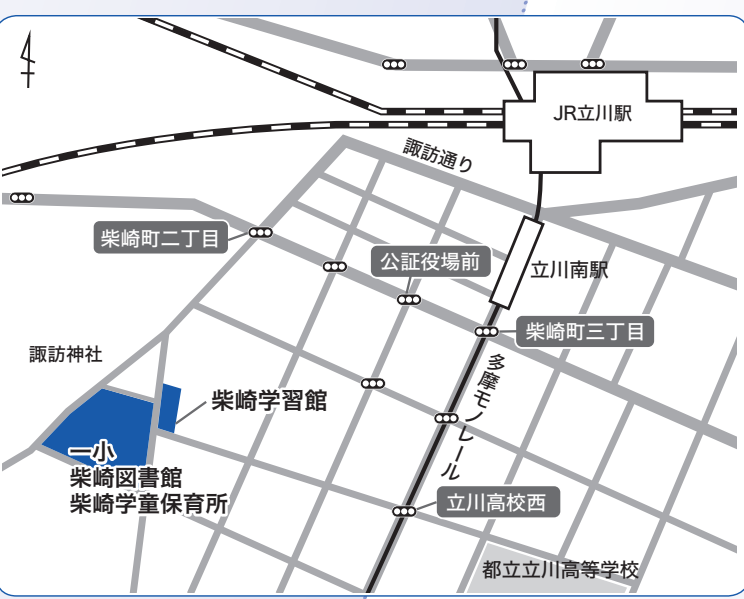 JR立川駅
諏訪通り
柴崎町二丁目
公証役場前
立川南駅
柴崎町三丁目
諏訪神社
多摩モノレール
柴崎学習館
一小
柴崎図書館
柴崎学童保育所
立川高校西
都立立川高等学校